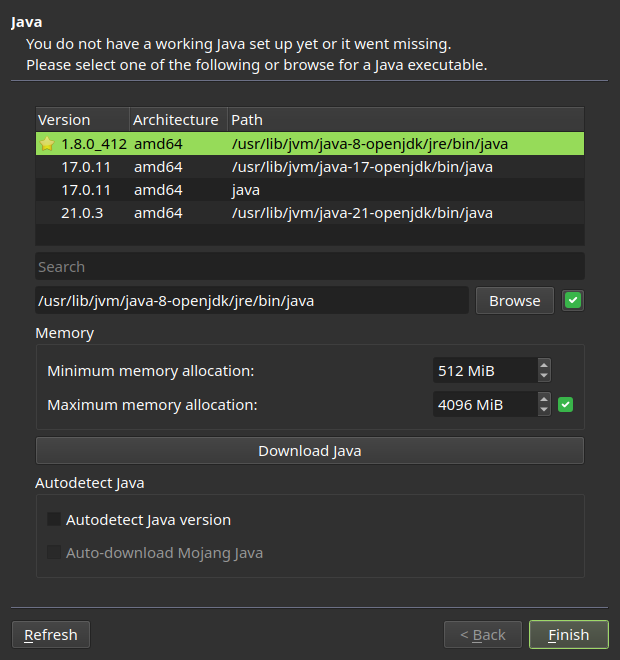 Java
You do not have a working Java set up yet or it went missing.
Please select one of the following or browse for a Java executable.
Version Architecture Path
1.8.0_412 amd64 /usr/lib/jvm/java-8-openjdk/jre/bin/java
17.0.11 amd64 /usr/lib/jvm/java-17-openjdk/bin/java
17.0.11 amd64 java
21.0.3 amd64 /usr/lib/jvm/java-21-openjdk/bin/java
Search
/usr/lib/jvm/java-8-openjdk/jre/bin/java Browse
Memory
Minimum memory allocation: 512 MiB
Maximum memory allocation: 4096 MiB
Download Java
Autodetect Java
Autodetect Java version
Auto-download Mojang Java
Refresh < Back Finish